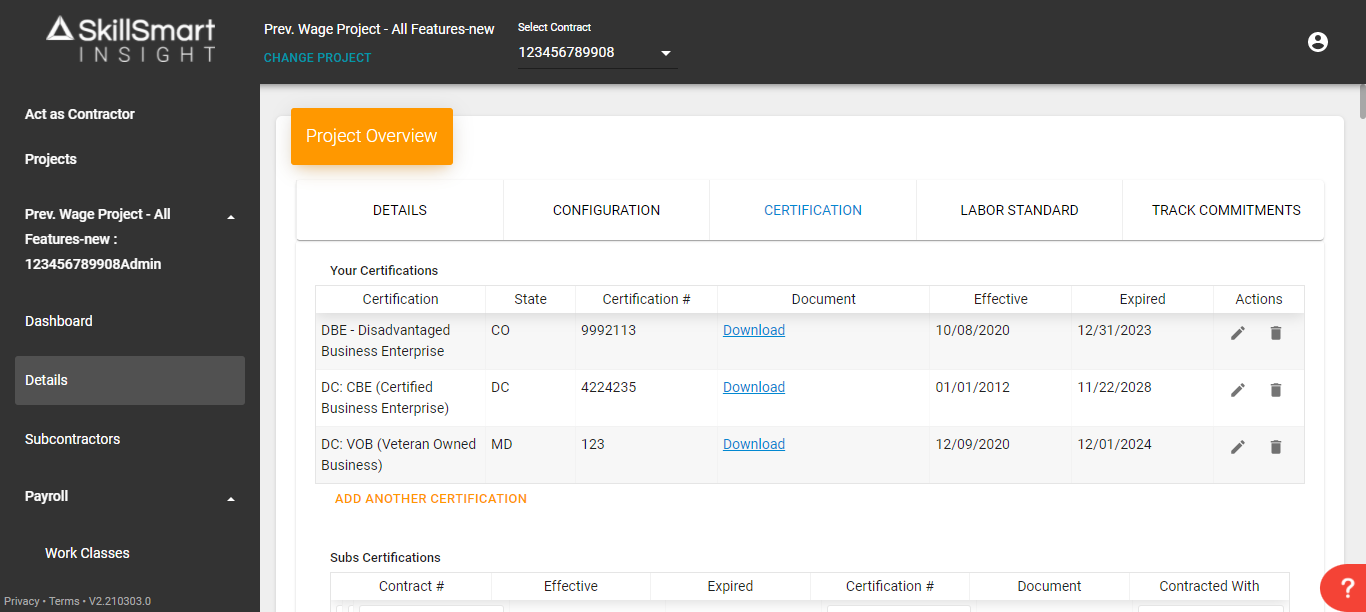 SkillSmart
INSIGHT
Prev. Wage Project - All Features-new
CHANGE PROJECT
Select Contract
123456789908
Act as Contractor
Projects
Prev. Wage Project - All
Features-new :
123456789908Admin
Dashboard
Details
Subcontractors
Payroll
Work Classes
Privacy • Terms • V2.210303.0
Project Overview
DETAILS CONFIGURATION CERTIFICATION LABOR STANDARD TRACK COMMITMENTS
Your Certifications
Certification State Certification # Document Effective Expired Actions
DBE - Disadvantaged CO 9992113 Download 10/08/2020 12/31/2023
Business Enterprise
DC: CBE (Certified DC 4224235 Download 01/01/2012 11/22/2028
Business Enterprise)
DC: VOB (Veteran Owned MD 123 Download 12/09/2020 12/01/2024
Business)
ADD ANOTHER CERTIFICATION
Subs Certifications
Contract # Effective Expired Certification # Document Contracted With
?